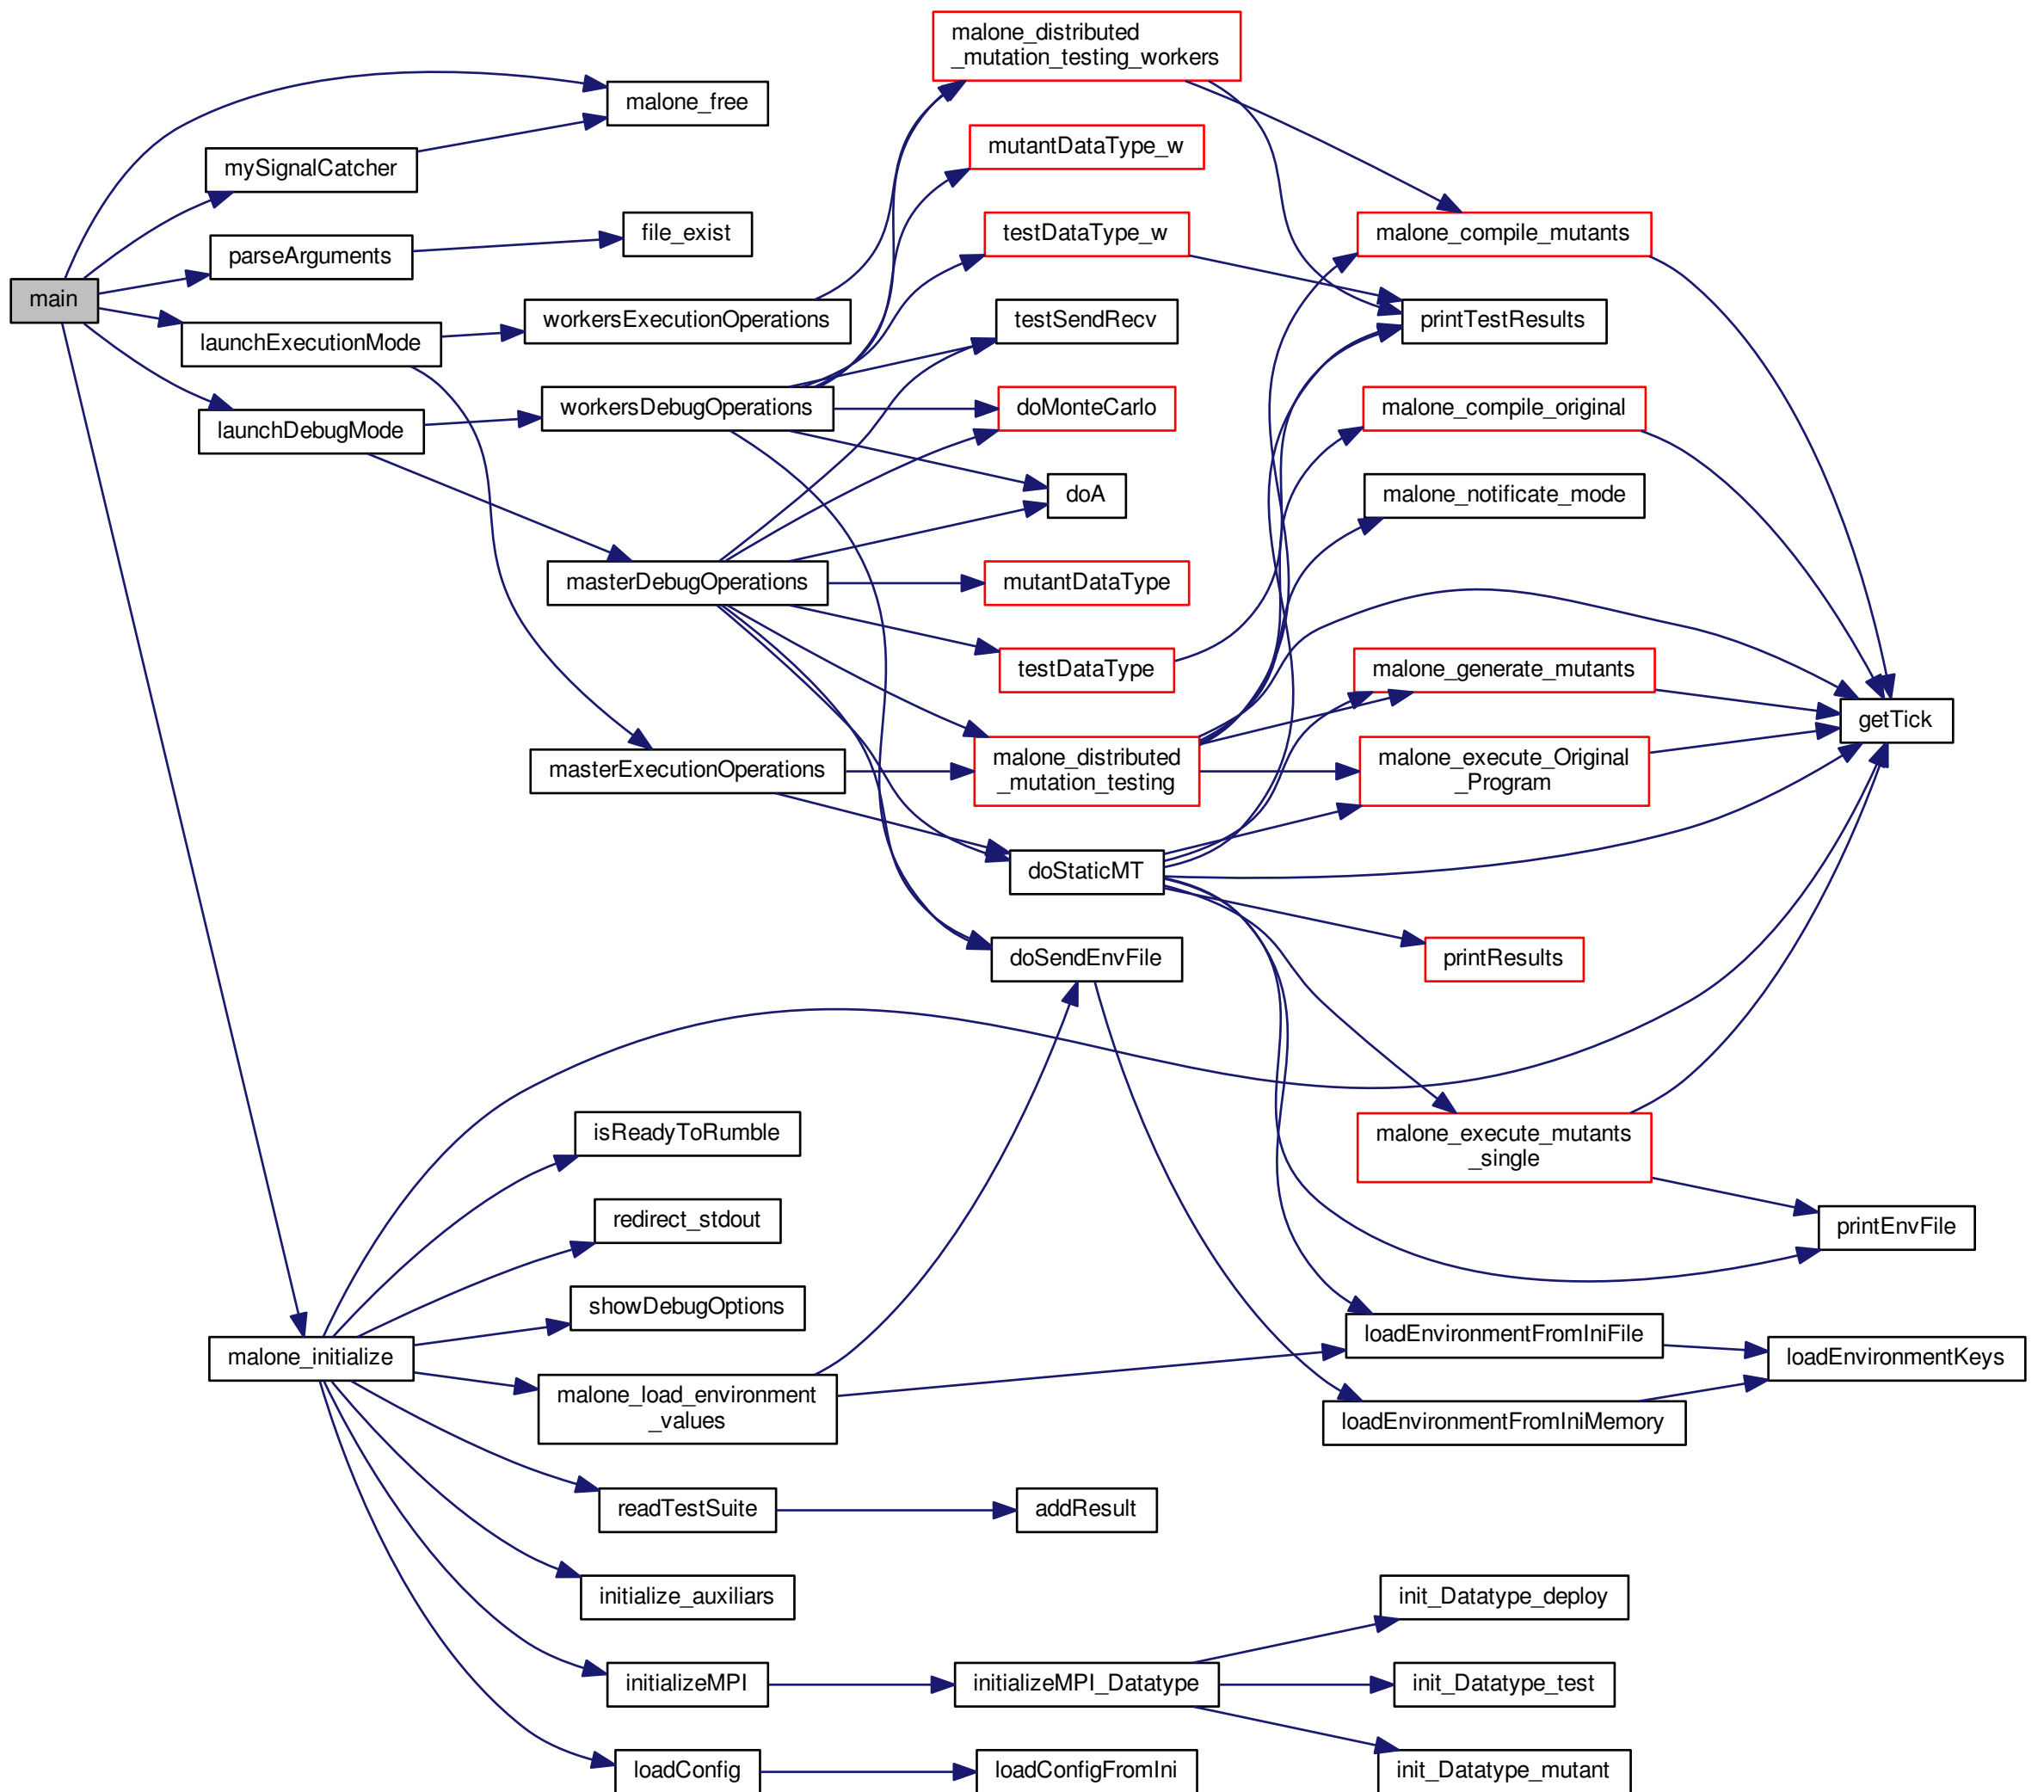 malone_distributed
_mutation_testing_workers
malone_free
mutantDataType_w
mySignalCatcher
file_exist
testDataType_w
malone_compile_mutants
parseArguments
main
workersExecutionOperations
testSendRecv
printTestResults
launchExecutionMode
workersDebugOperations
doMonteCarlo
malone_compile_original
launchDebugMode
doA
malone_notificate_mode
masterDebugOperations
mutantDataType
testDataType
malone_generate_mutants
getTick
masterExecutionOperations
malone_distributed
_mutation_testing
malone_execute_Original
_Program
doStaticMT
doSendEnvFile
printResults
isReadyToRumble
malone_execute_mutants
_single
redirect_stdout
printEnvFile
showDebugOptions
loadEnvironmentFromIniFile
malone_initialize
loadEnvironmentKeys
malone_load_environment
_values
loadEnvironmentFromIniMemory
readTestSuite
addResult
initialize_auxiliars
init_Datatype_deploy
initializeMPI
initializeMPI_Datatype
init_Datatype_test
loadConfig
loadConfigFromIni
init_Datatype_mutant